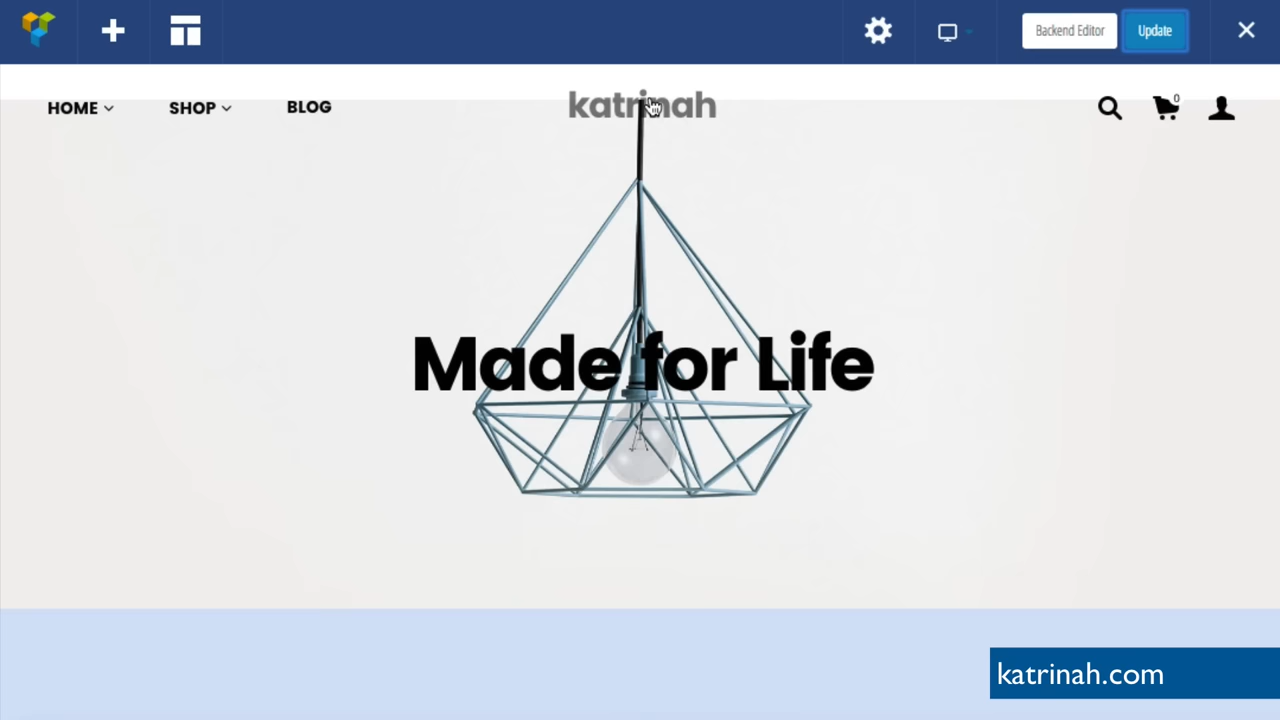 Backend Editor
Update
HOME
SHOP
BLOG
katrinah
0
Made for Life
katrinah.com